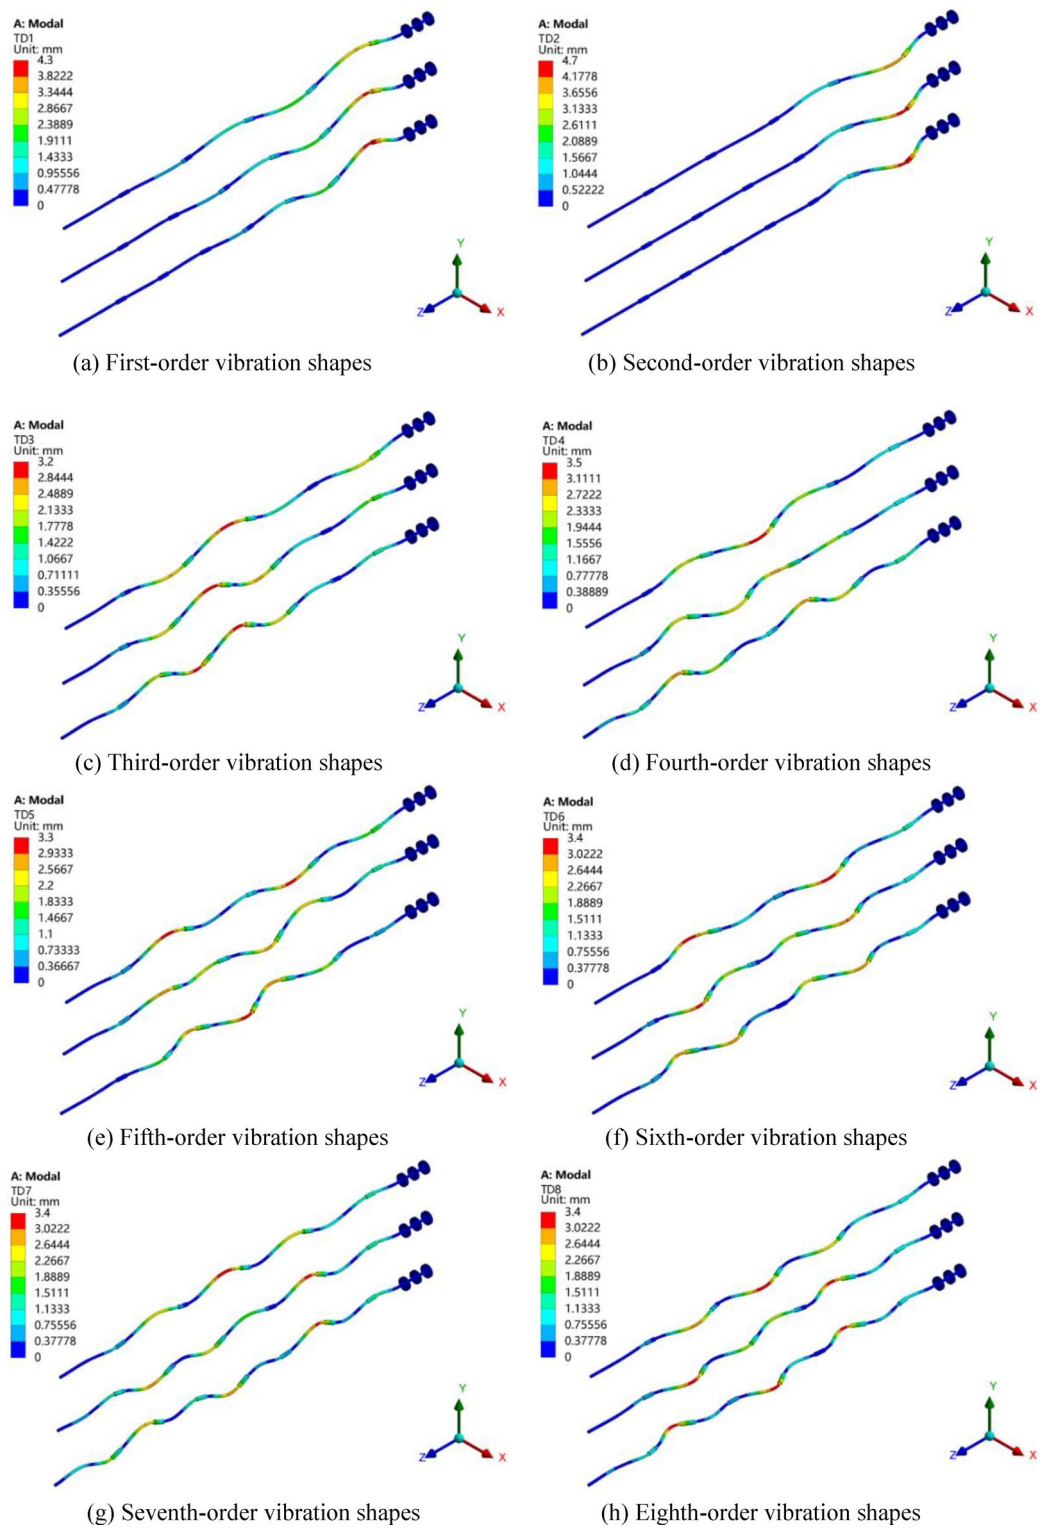 A: Modal
TD1
Unit: mm
4.3
3.8222
3.3444
2.8667
2.3889
1.9111
1.4333
0.95556
0.47778
0
Y
Z
X
(a) First-order vibration shapes
A: Modal
TD2
Unit: mm
4.7
4.1778
3.6556
3.1333
2.6111
2.0889
1.5667
1.0444
0.52222
0
Y
Z
X
(b) Second-order vibration shapes
A: Modal
TD3
Unit: mm
3.2
2.8444
2.4889
2.1333
1.7778
1.4222
1.0667
0.71111
0.35556
0
Y
Z
X
(c) Third-order vibration shapes
A: Modal
TD4
Unit: mm
3.5
3.1111
2.7222
2.3333
1.9444
1.5556
1.1667
0.77778
0.38889
0
Y
Z
X
(d) Fourth-order vibration shapes
A: Modal
TD5
Unit: mm
3.3
2.9333
2.5667
2.2
1.8333
1.4667
1.1
0.73333
0.36667
0
Y
Z
X
(e) Fifth-order vibration shapes
A: Modal
TD6
Unit: mm
3.4
3.0222
2.6444
2.2667
1.8889
1.5111
1.1333
0.75556
0.37778
0
Y
Z
X
(f) Sixth-order vibration shapes
A: Modal
TD7
Unit: mm
3.4
3.0222
2.6444
2.2667
1.8889
1.5111
1.1333
0.75556
0.37778
0
Y
Z
X
(g) Seventh-order vibration shapes
A: Modal
TD8
Unit: mm
3.4
3.0222
2.6444
2.2667
1.8889
1.5111
1.1333
0.75556
0.37778
0
Y
Z
X
(h) Eighth-order vibration shapes